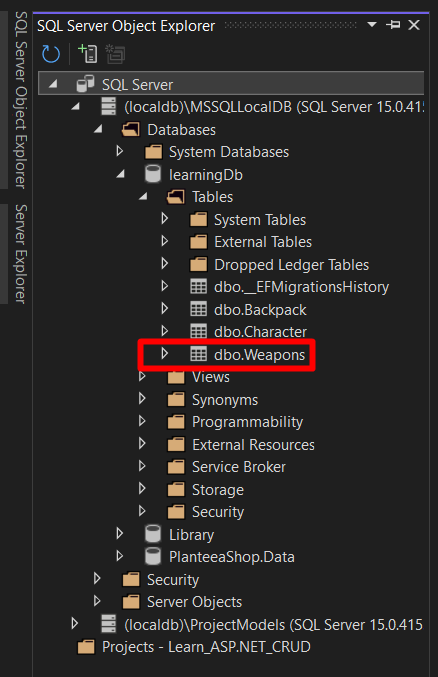 SQL Server Object Explorer
Server Explorer
SQL Server Object Explorer
SQL Server
(localdb)\MSSQLLocalDB (SQL Server 15.0.415
Databases
System Databases
learningDb
Tables
System Tables
External Tables
Dropped Ledger Tables
dbo.__EFMigrationsHistory
dbo.Backpack
dbo.Character
dbo.Weapons
Views
Synonyms
Programmability
External Resources
Service Broker
Storage
Security
Library
PlanteeaShop.Data
Security
Server Objects
(localdb)\ProjectModels (SQL Server 15.0.415
Projects - Learn_ASP.NET_CRUD